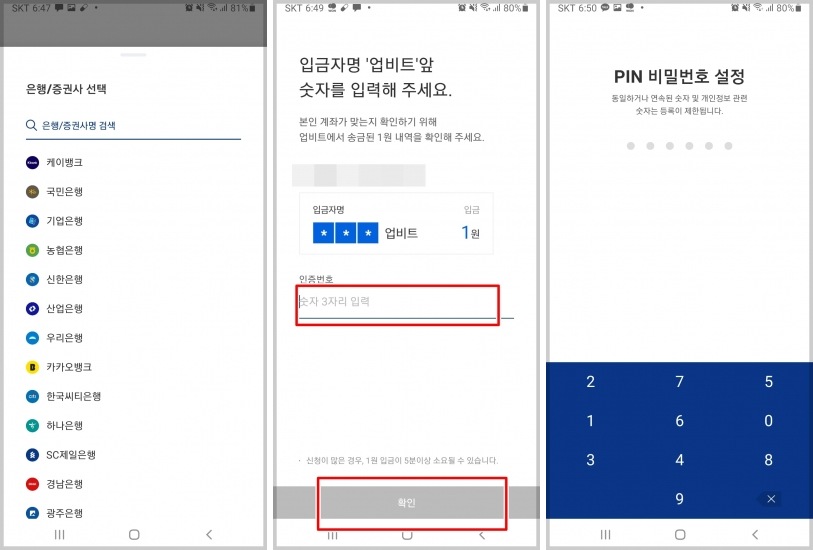 SKT 6:47
81%
은행/증권사 선택
은행/증권사명 검색
케이뱅크
국민은행
기업은행
농협은행
신한은행
산업은행
우리은행
카카오뱅크
한국씨티은행
하나은행
SC제일은행
경남은행
광주은행
SKT 6:49
80%
입금자명 '업비트'앞
숫자를 입력해 주세요.
본인 계좌가 맞는지 확인하기 위해
업비트에서 송금된 1원 내역을 확인해 주세요.
입금자명 입금
* * * 업비트 1원
인증번호
숫자 3자리 입력
· 신청이 많은 경우, 1원 입금이 5분이상 소요될 수 있습니다.
확인
SKT 6:50
80%
PIN 비밀번호 설정
동일하거나 연속된 숫자 및 개인정보 관련
숫자는 등록이 제한됩니다.
2 7 5
1 6 0
3 4 8
9